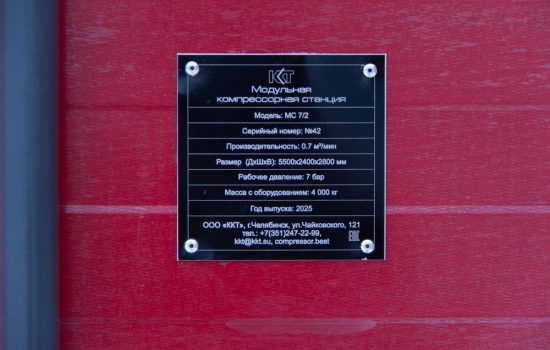 ККТ
Модульная
компрессорная станция
Модель: МС 7/2
Серийный номер: №42
Производительность: 0.7 м³/мин
Размер (ДхШхВ): 5500х2400х2800 мм
Рабочее давление: 7 бар
Масса с оборудованием: 4 000 кг
Год выпуска: 2025
ООО «ККТ», г.Челябинск, ул.Чайковского, 121
тел.: +7(351)247-22-99,
kkt@kkt.su, compressor.best
EAC